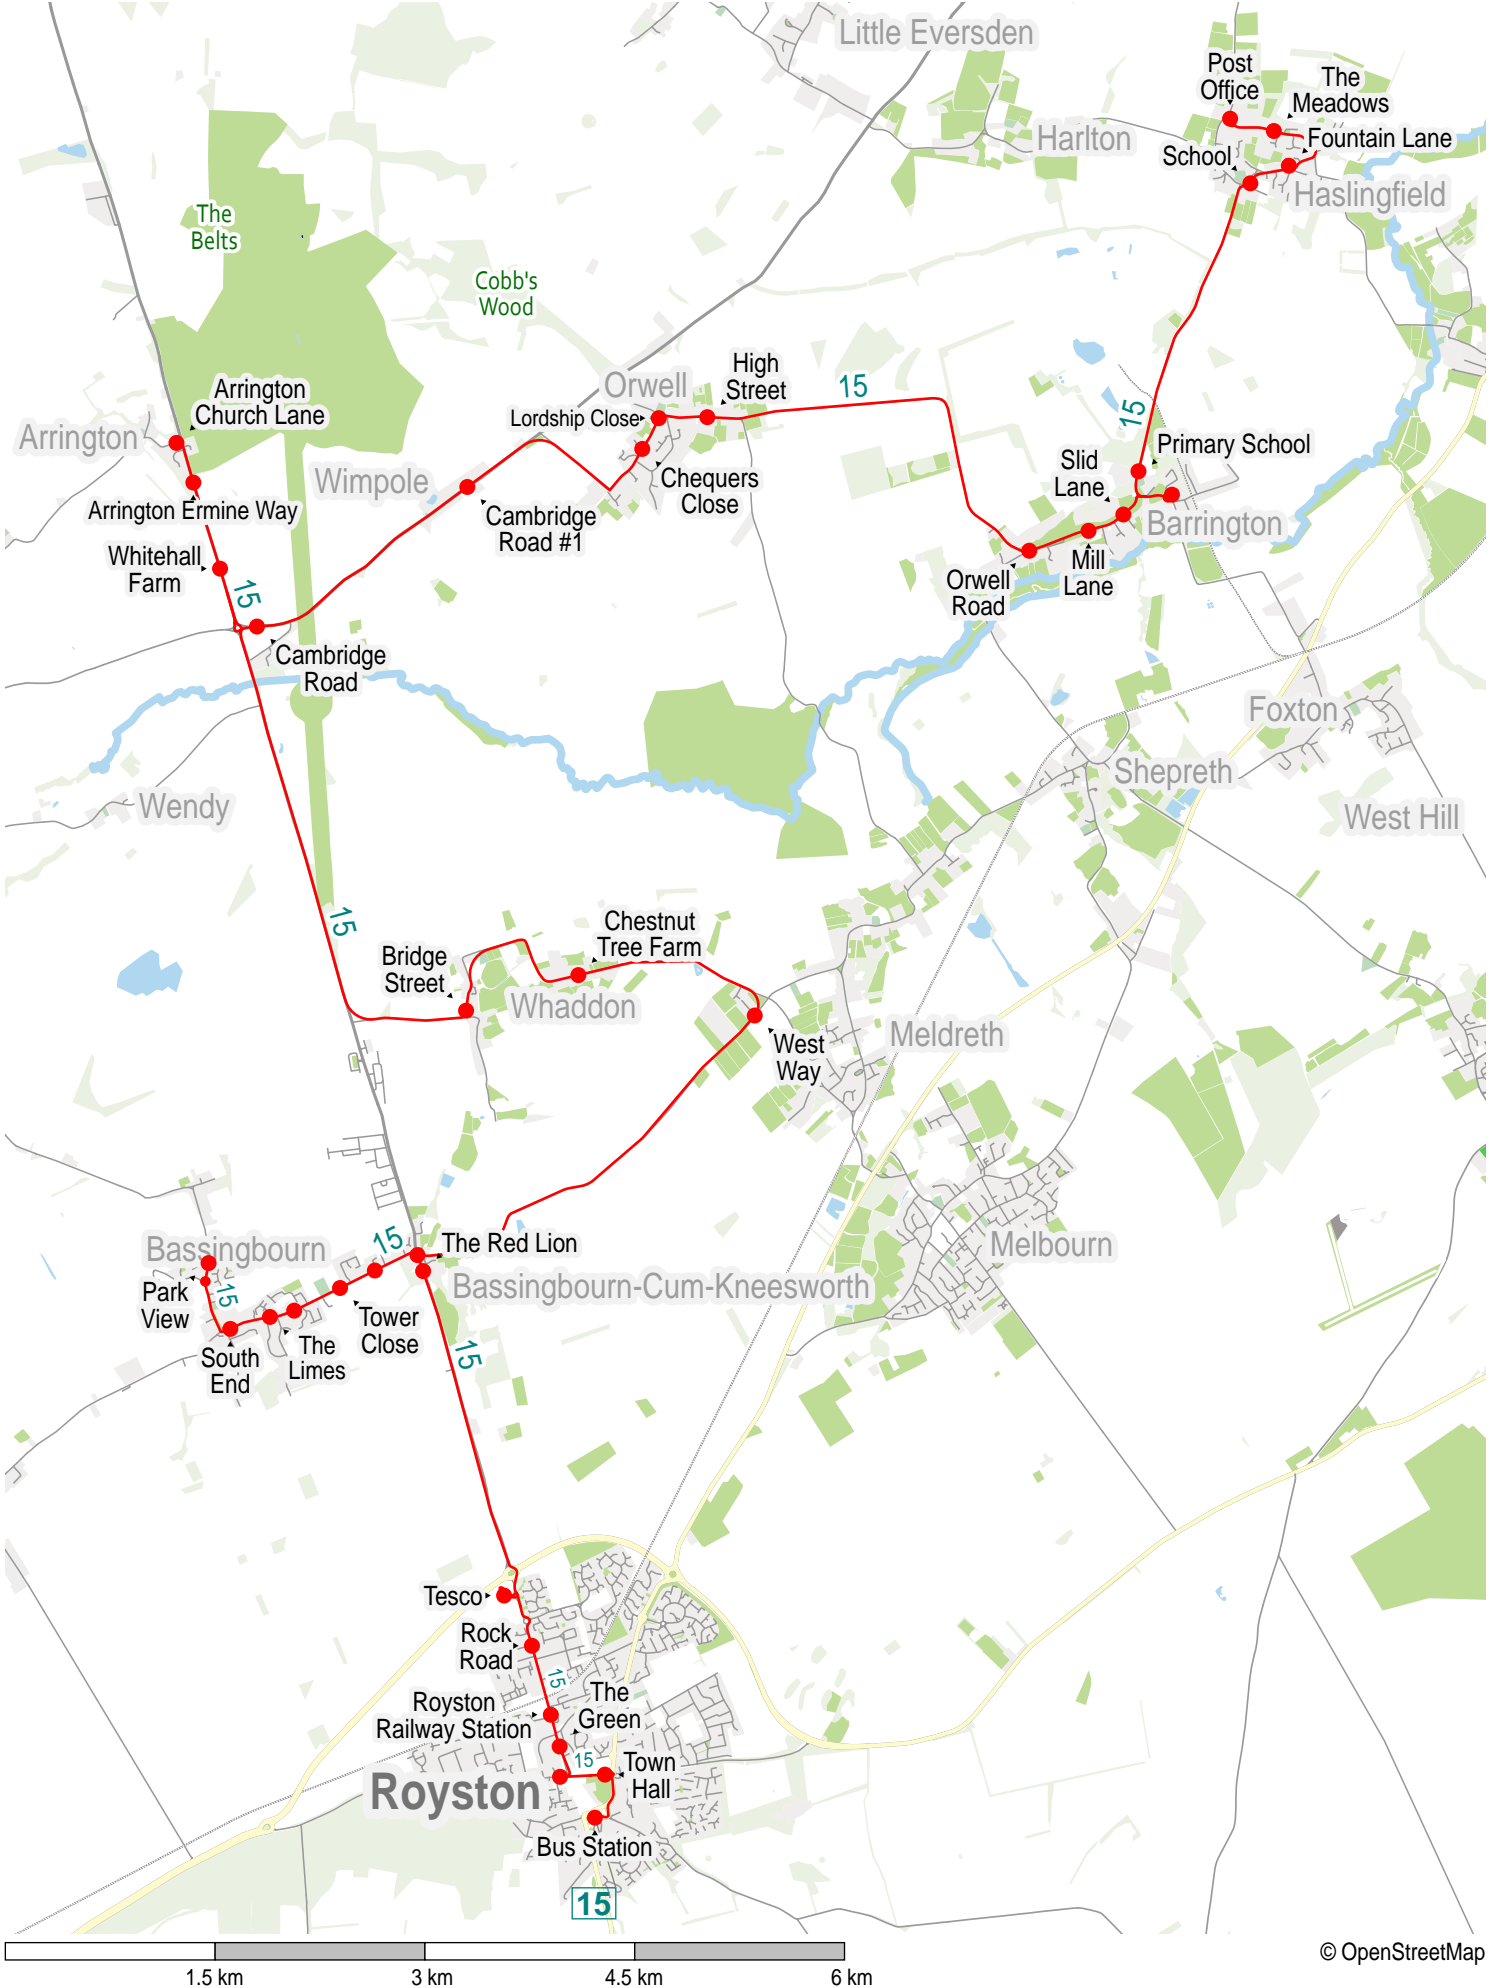 Little Eversden
Post
Office
The
Meadows
Harlton
Fountain Lane
School
Haslingfield
The
Belts
Cobb's
Wood
Orwell
High
Street
15
Arrington
Church Lane
Lordship Close
15
Arrington
Primary School
Slid
Lane
Wimpole
Chequers
Close
Arrington Ermine Way
Cambridge
Road #1
Barrington
Whitehall
Farm
Mill
Lane
Orwell
Road
15
Cambridge
Road
Foxton
Shepreth
Wendy
West Hill
15
Chestnut
Tree Farm
Bridge
Street
Whaddon
West
Way
Meldreth
15
The Red Lion
Bassingbourn
Melbourn
Park
View
15
Bassingbourn-Cum-Kneesworth
Tower
Close
The
Limes
South
End
15
Tesco
Rock
Road
15
The
Green
Royston
Railway Station
15
Town
Hall
Royston
Bus Station
15
© OpenStreetMap
1.5 km
3 km
4.5 km
6 km